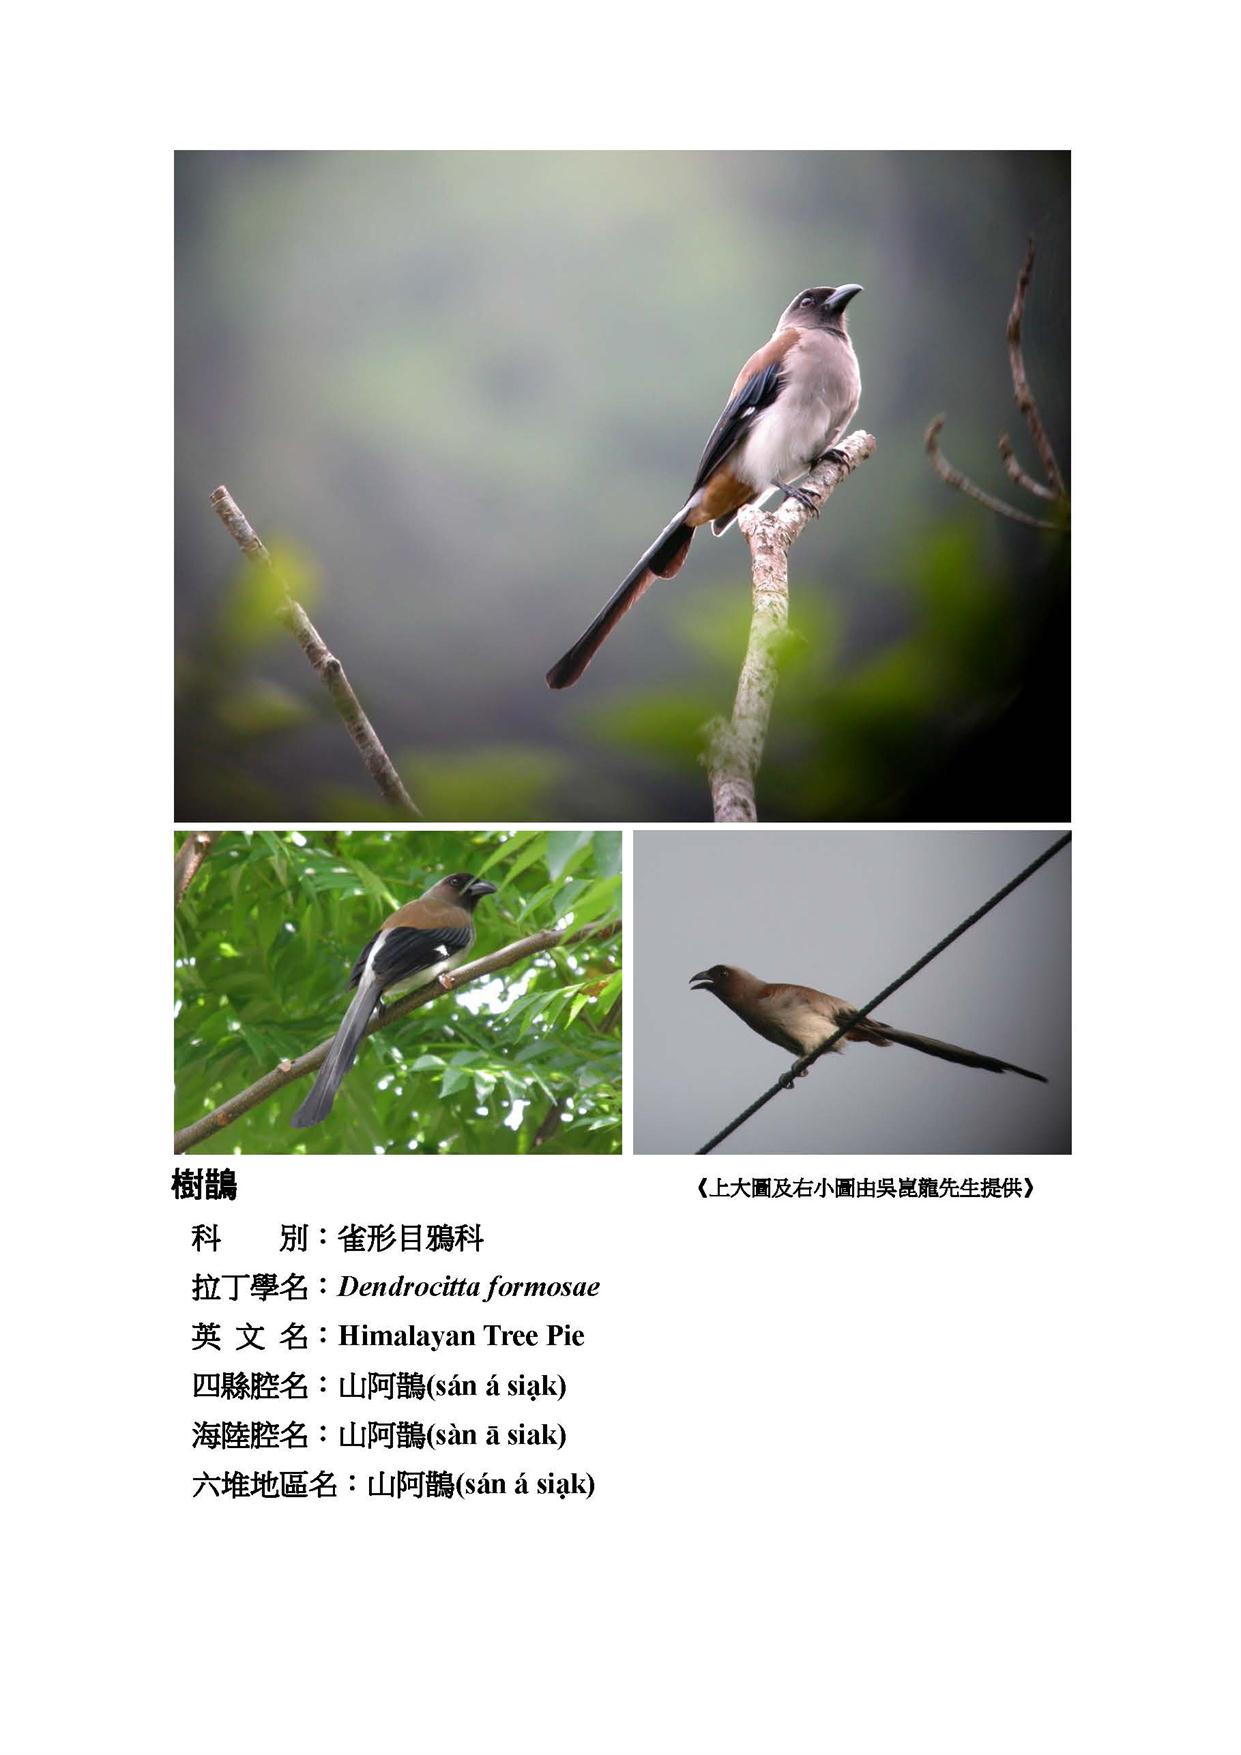 樹鵲
《上大圖及右小圖由吳崑龍先生提供》
科　　別：雀形目鴉科
拉丁學名：Dendrocitta formosae
英 文 名：Himalayan Tree Pie
四縣腔名：山阿鵲(sán á siạk)
海陸腔名：山阿鵲(sàn ā siak)
六堆地區名：山阿鵲(sán á siạk)